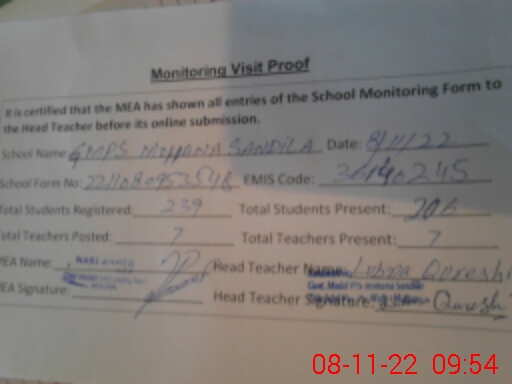 Monitoring Visit Proof
It is certified that the MEA has shown all entries of the School Monitoring Form to
the Head Teacher before its online submission.
School Name: GMPS MOHANA SANDILA Date: 8/11/22
School Form No: 2211080953548 EMIS Code: 36140245
Total Students Registered: 239 Total Students Present: 206
Total Teachers Posted: 7 Total Teachers Present: 7
MEA Name: Head Teacher Name: Lubna Qureshi
MEA Signature: Head Teacher Signature: Qureshi
08-11-22 09:54